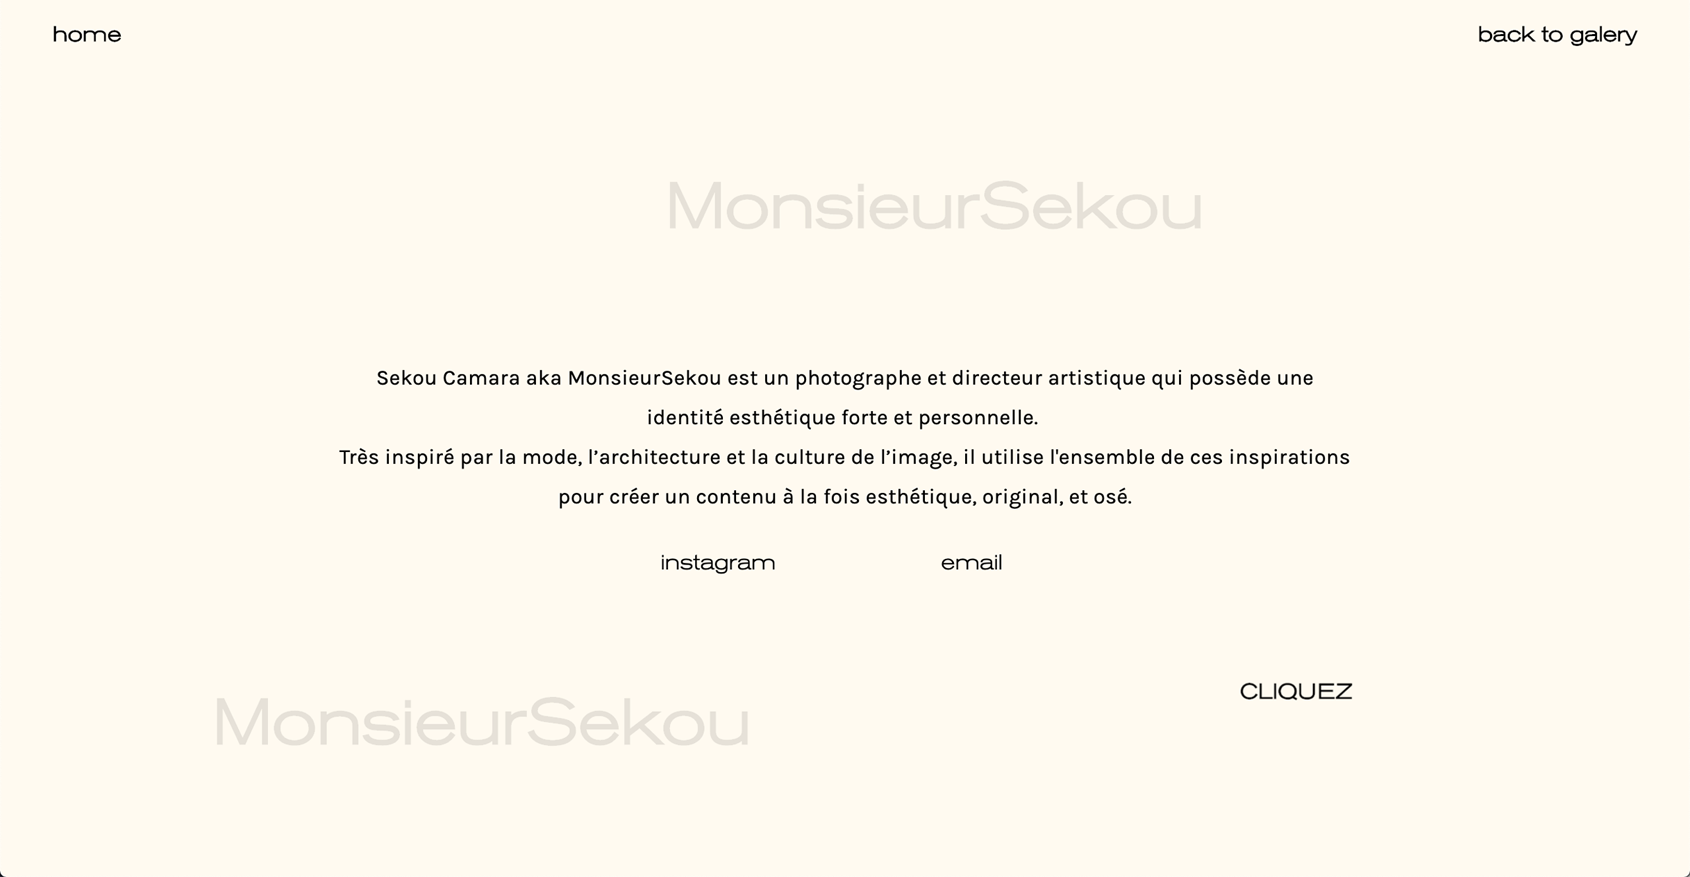 home
back to galery
MonsieurSekou
Sekou Camara aka MonsieurSekou est un photographe et directeur artistique qui possède une
identité esthétique forte et personnelle.
Très inspiré par la mode, l’architecture et la culture de l’image, il utilise l'ensemble de ces inspirations
pour créer un contenu à la fois esthétique, original, et osé.
instagram
email
CLIQUEZ
MonsieurSekou